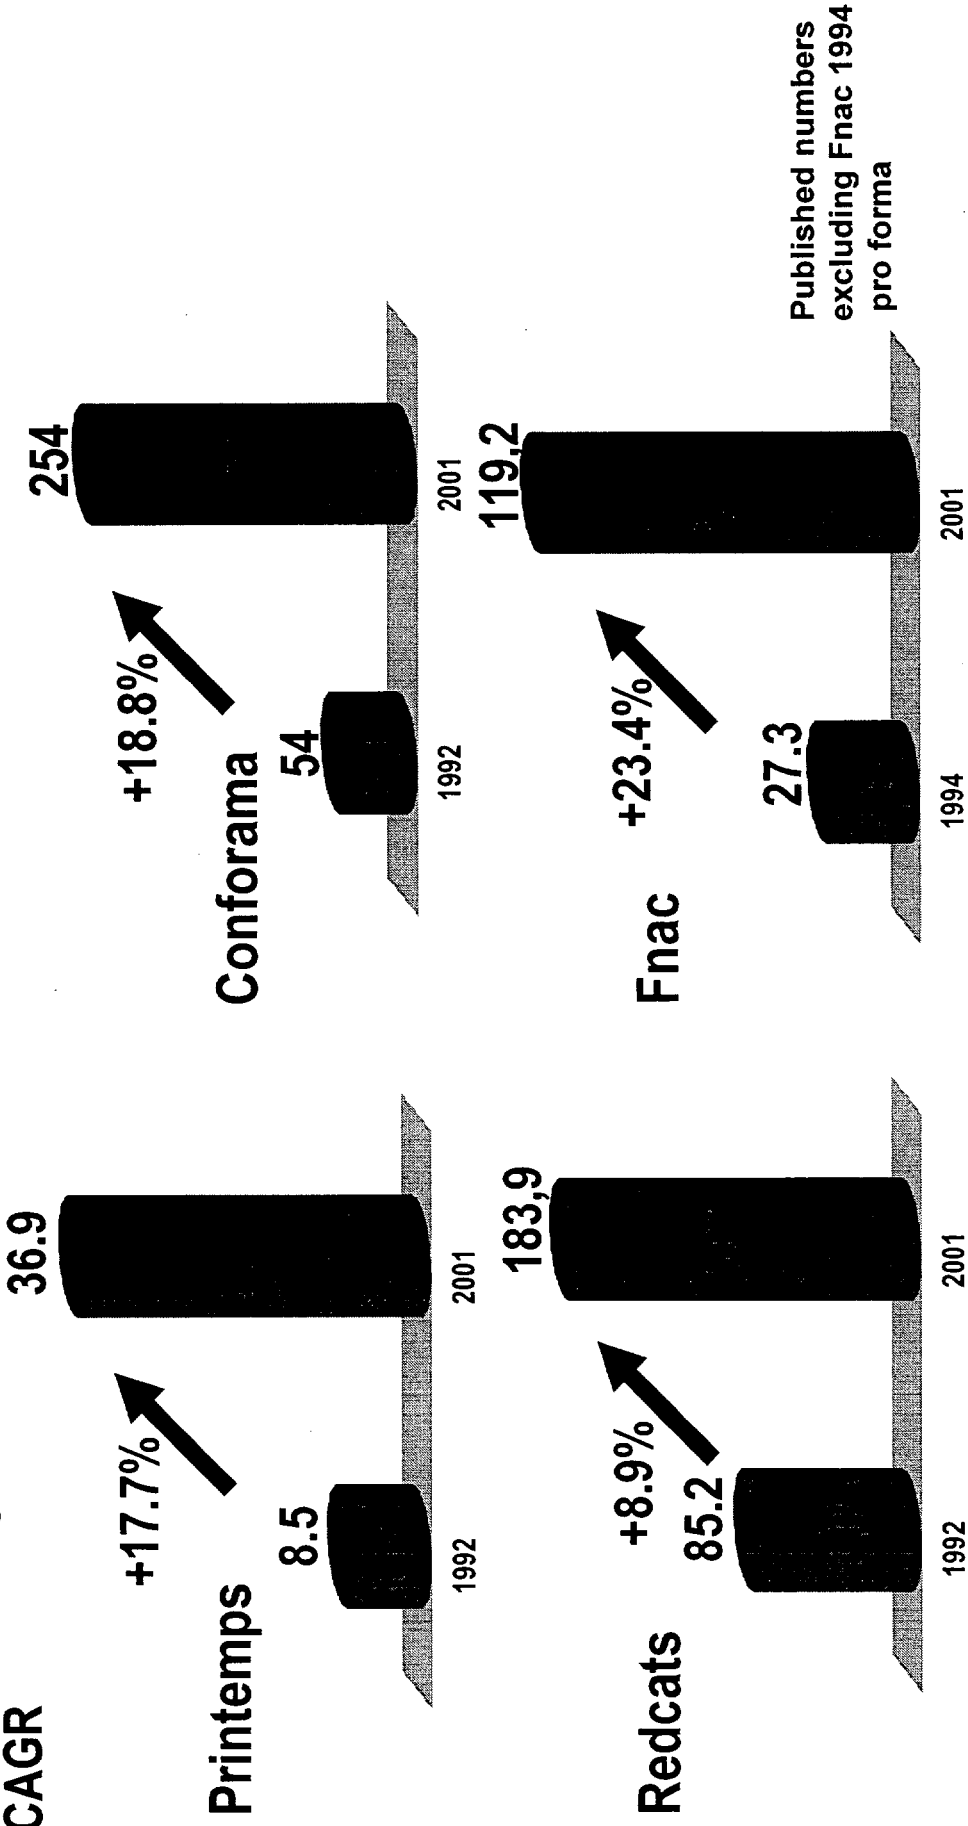 CAGR
Printemps
+17.7%
8.5
36.9
1992
2001
Conforama
+18.8%
54
254
1992
2001
Redcats
+8.9%
85.2
183,9
1992
2001
Fnac
+23.4%
27.3
119,2
1994
2001
Published numbers
excluding Fnac 1994
pro forma